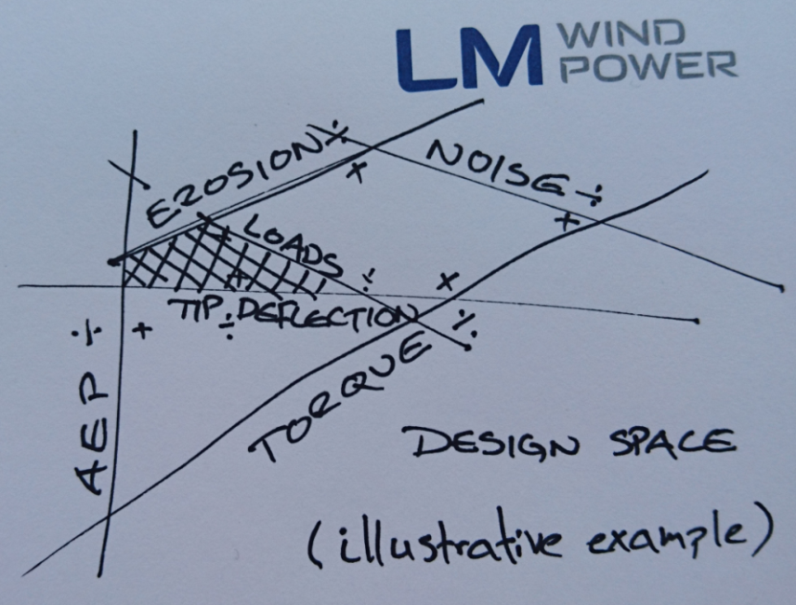 LM WIND
POWER
EROSION ÷
+
NOISE ÷
+
LOADS ÷
+
TIP DEFLECTION
÷
+
AEP ÷
+
TORQUE ÷
+
DESIGN SPACE
(illustrative example)